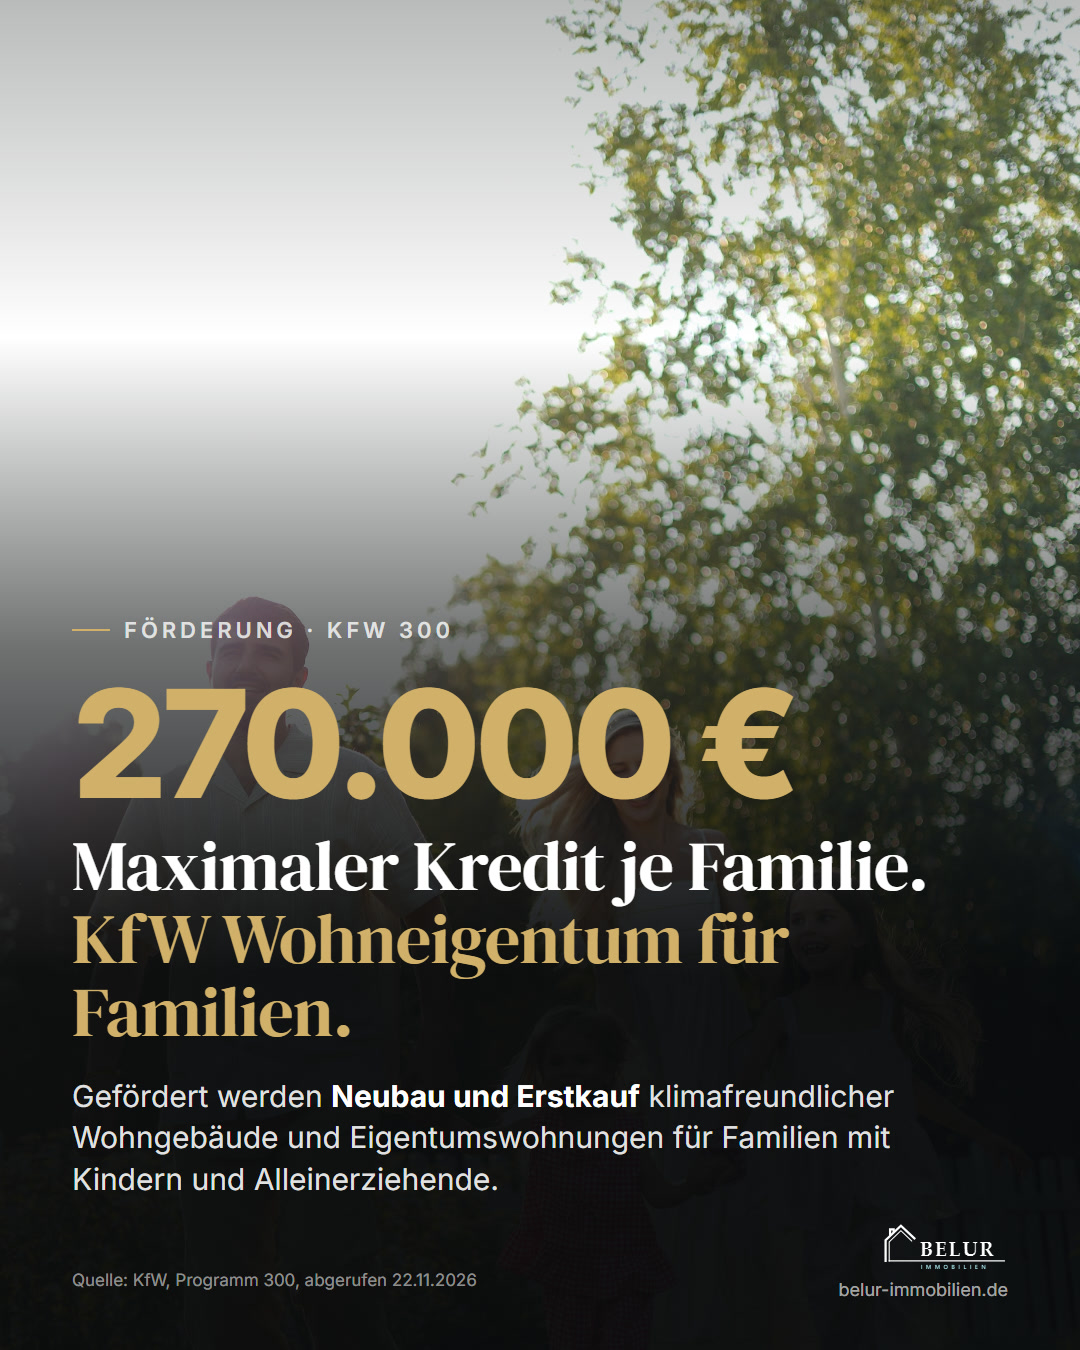 FÖRDERUNG · KFW 300
270.000 €
Maximaler Kredit je Familie.
KfW Wohneigentum für
Familien.
Gefördert werden Neubau und Erstkauf klimafreundlicher
Wohngebäude und Eigentumswohnungen für Familien mit
Kindern und Alleinerziehende.
BELUR
IMMOBILIEN
Quelle: KfW, Programm 300, abgerufen 22.11.2026
belur-immobilien.de